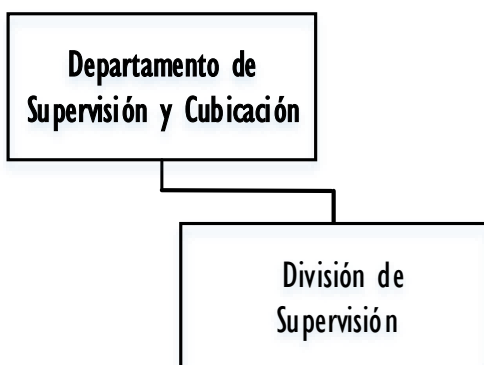 Departamento de
Supervisión y Cubicación
División de
Supervisión